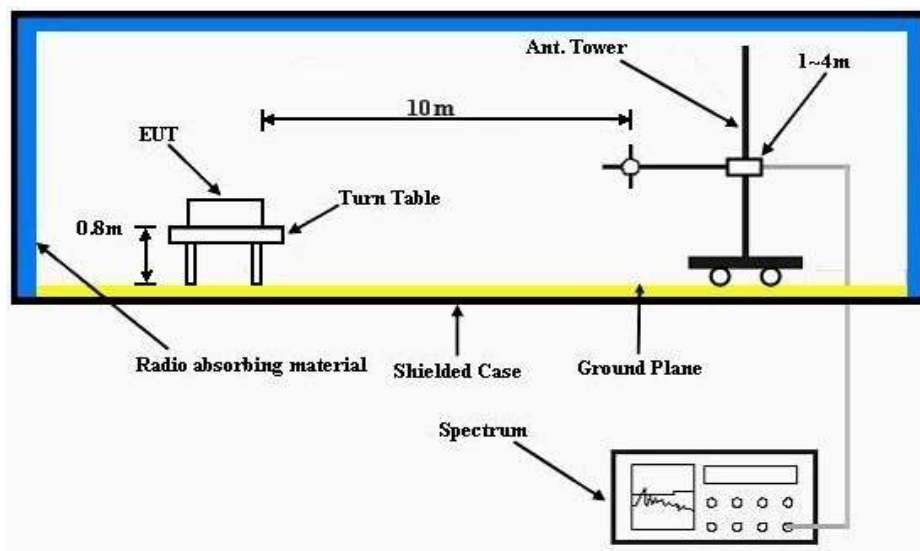 Ant. Tower
1~4m
10m
EUT
Turn Table
0.8m
Radio absorbing material
Shielded Case
Ground Plane
Spectrum